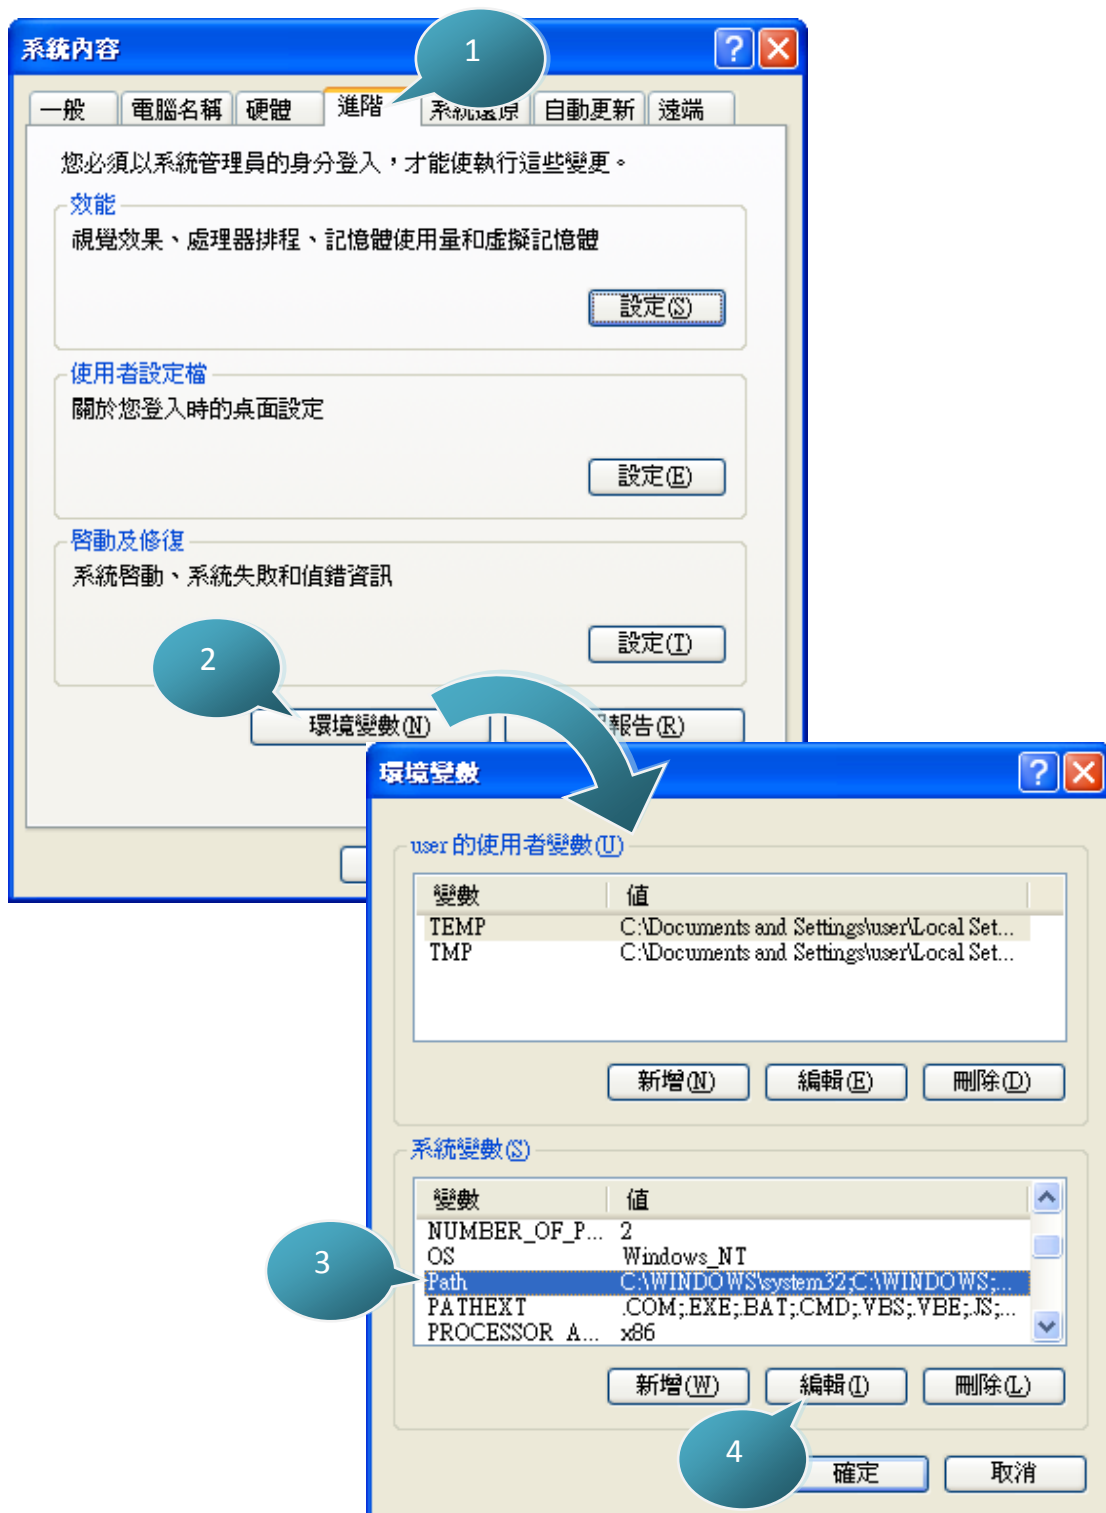 系統內容
1
一般 電腦名稱 硬體 進階 系統還原 自動更新 遠端
您必須以系統管理員的身分登入，才能使執行這些變更。
效能
視覺效果、處理器排程、記憶體使用量和虛擬記憶體
設定(S)
使用者設定檔
關於您登入時的桌面設定
設定(E)
啟動及修復
系統啟動、系統失敗和偵錯資訊
設定(T)
2
環境變數(N) 報告(R)
環境變數
user 的使用者變數(U)
變數 值
TEMP C:\Documents and Settings\user\Local Set...
TMP C:\Documents and Settings\user\Local Set...
新增(N) 編輯(E) 刪除(D)
系統變數(S)
變數 值
NUMBER_OF_P... 2
OS Windows_NT
3
Path C:\WINDOWS\system32;C:\WINDOWS;...
PATHEXT .COM;.EXE;.BAT;.CMD;.VBS;.VBE;.JS;...
PROCESSOR_A... x86
新增(W) 編輯(I) 刪除(L)
4
確定 取消